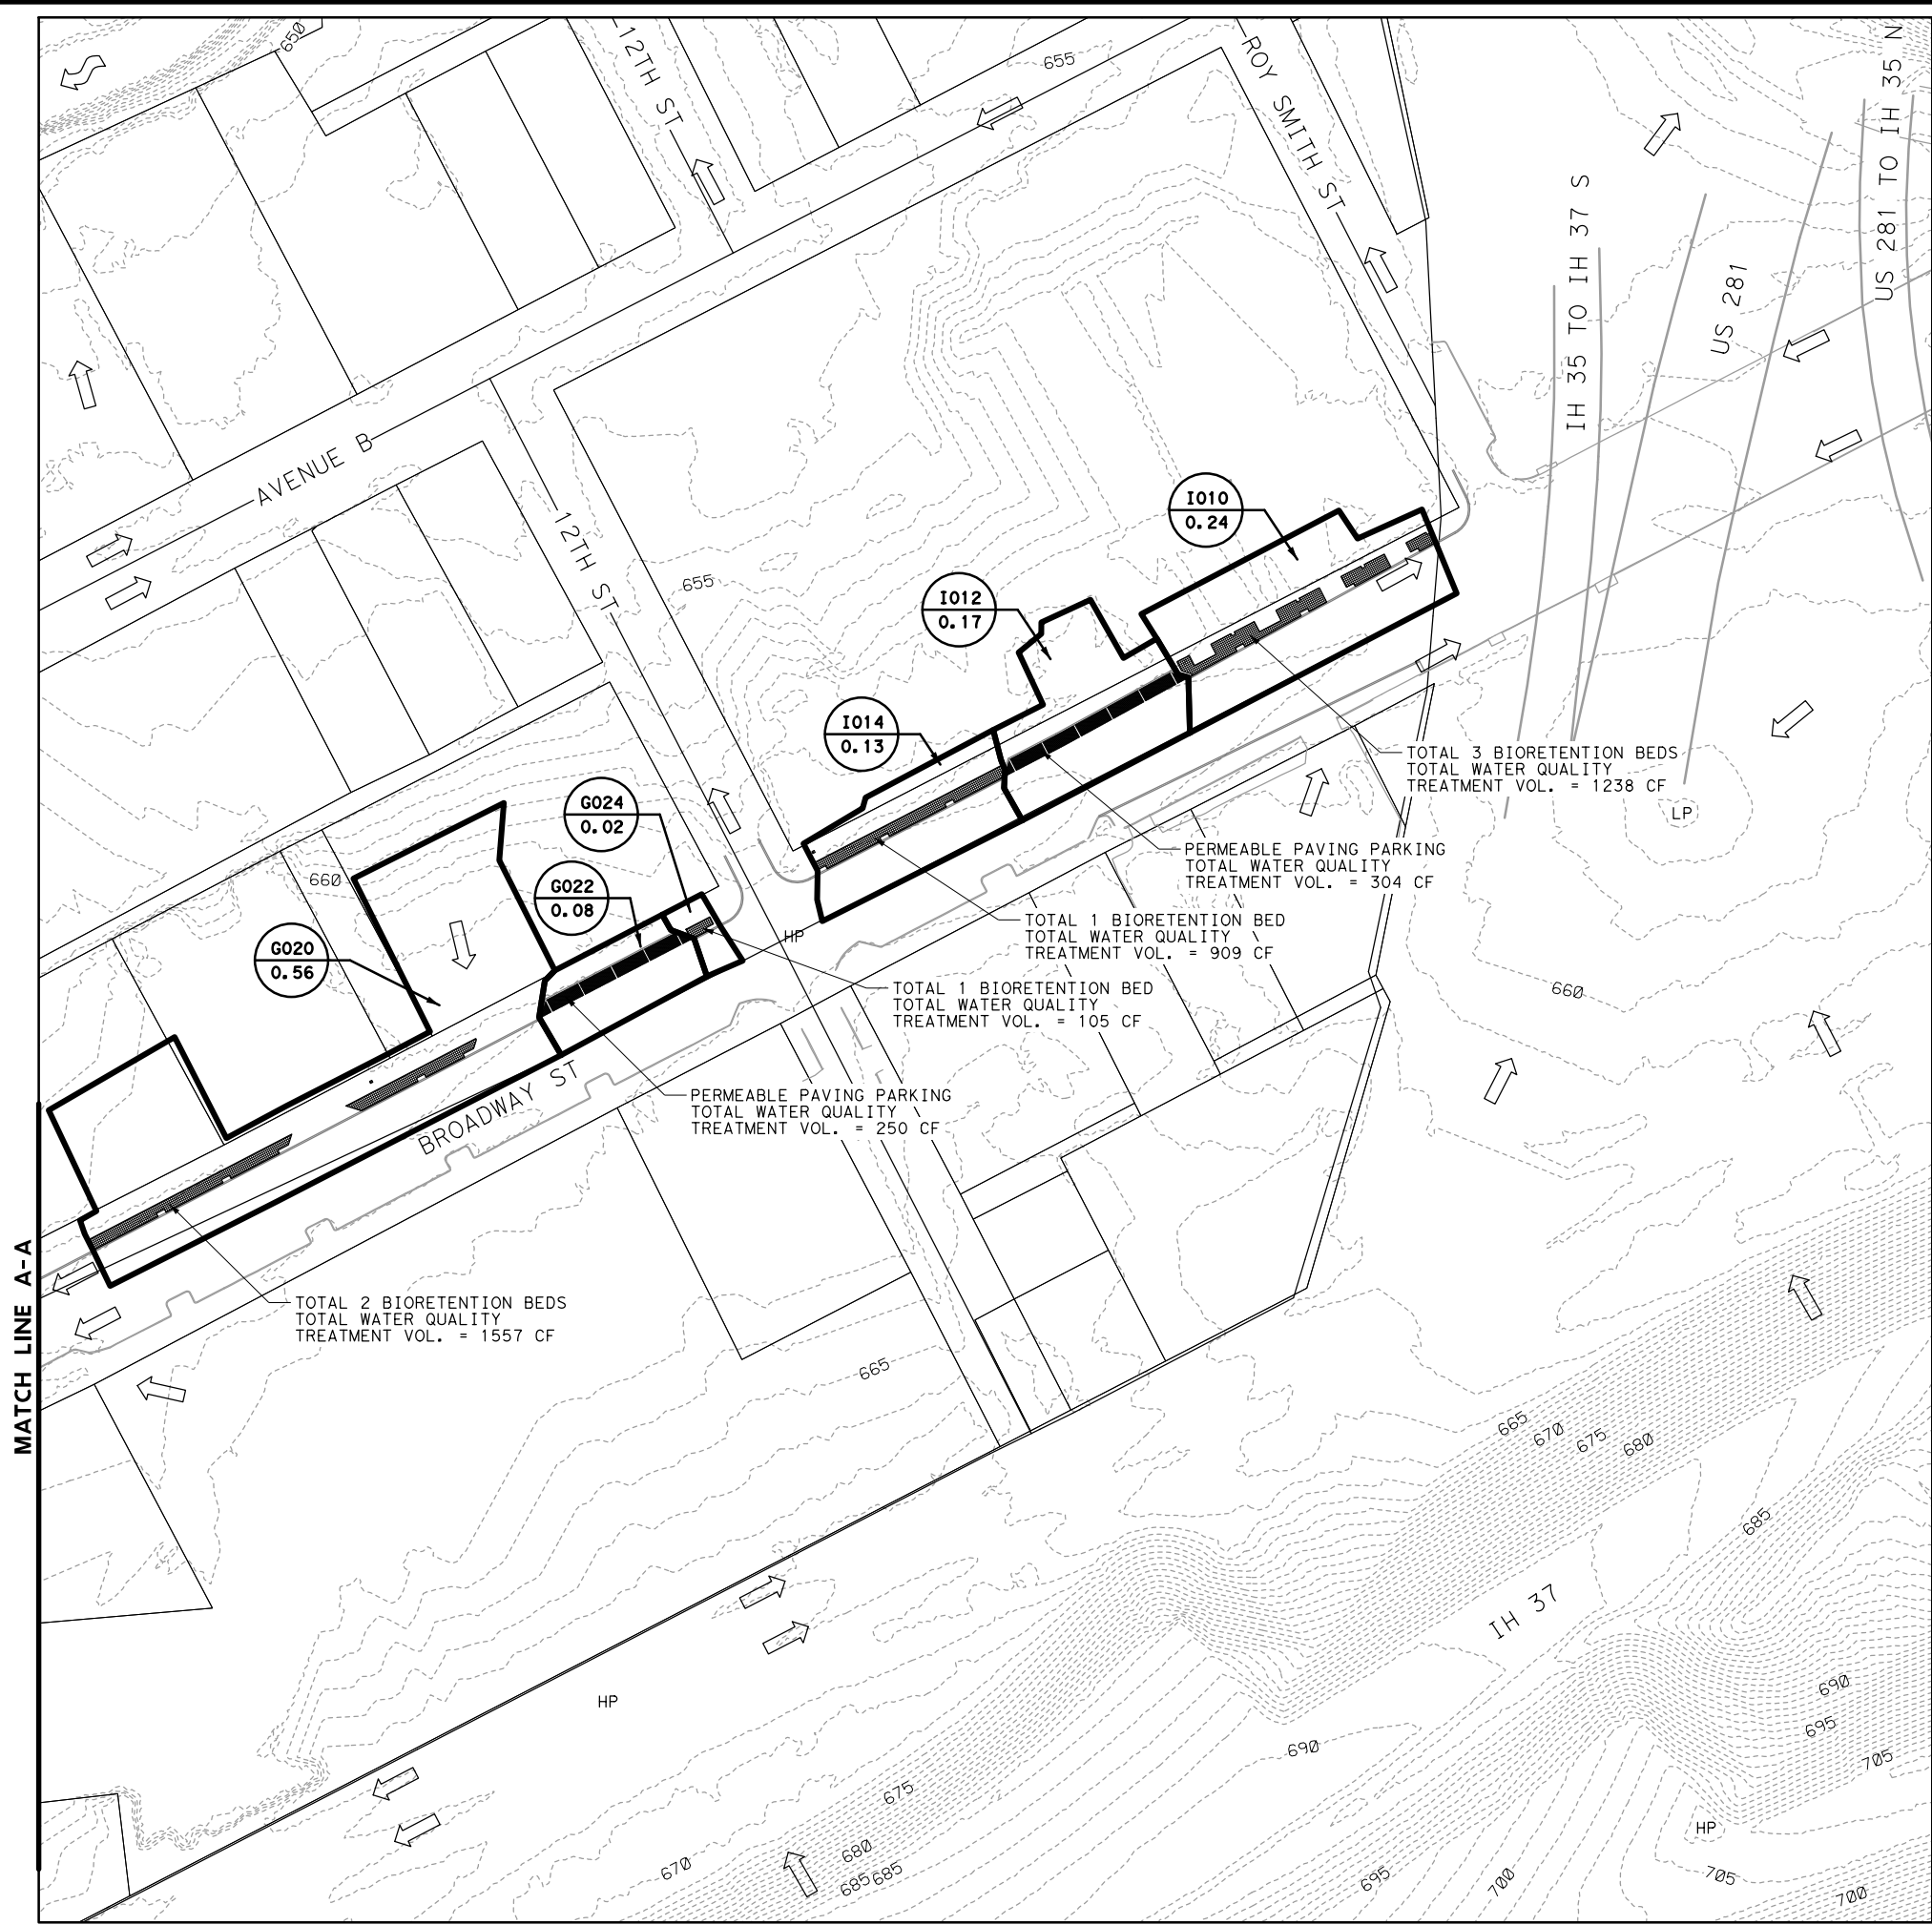 650
12TH ST
655
ROY SMITH ST
IH 35 TO IH 37 S
US 281
US 281 TO IH 35 N
AVENUE B
12TH ST
655
I010
0.24
I012
0.17
I014
0.13
G024
0.02
G022
0.08
G020
0.56
660
HP
LP
660
TOTAL 3 BIORETENTION BEDS
TOTAL WATER QUALITY
TREATMENT VOL. = 1238 CF
PERMEABLE PAVING PARKING
TOTAL WATER QUALITY
TREATMENT VOL. = 304 CF
TOTAL 1 BIORETENTION BED
TOTAL WATER QUALITY
TREATMENT VOL. = 909 CF
TOTAL 1 BIORETENTION BED
TOTAL WATER QUALITY
TREATMENT VOL. = 105 CF
PERMEABLE PAVING PARKING
TOTAL WATER QUALITY
TREATMENT VOL. = 250 CF
BROADWAY ST
TOTAL 2 BIORETENTION BEDS
TOTAL WATER QUALITY
TREATMENT VOL. = 1557 CF
MATCH LINE A-A
665
665
670
675
680
685
IH 37
HP
690
690
695
705
675
680
685
685
670
HP
695
700
705
700